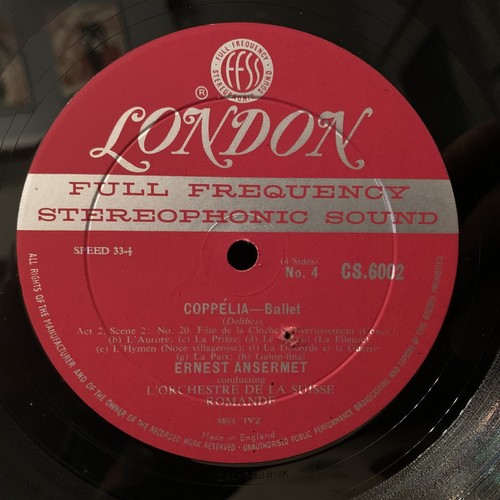 · FULL FREQUENCY ·
FFSS
STEREOPHONIC SOUND
®
LONDON
FULL FREQUENCY
STEREOPHONIC SOUND
SPEED 33-⅓
(4 Sides)
No. 4
CS.6002
COPPÉLIA—Ballet
(Delibes)
Act 2, Scene 2: No. 20, Fête de la Cloche
(b) L'Aurore; (c) La Prière; (d) Le (La Fileuse)
(e) L'Hymen (Noce villageoise); (f) La Discorde et la Guerre
(g) La Paix; (h) Galop-final
ERNEST ANSERMET
conducting
L'ORCHESTRE DE LA SUISSE
ROMANDE
Made in England
ALL RIGHTS OF THE MANUFACTURER AND OF THE OWNER OF THE RECORDED WORK RESERVED · UNAUTHORISED PUBLIC PERFORMANCE BROADCASTING AND COPYING OF THIS RECORD PROHIBITED